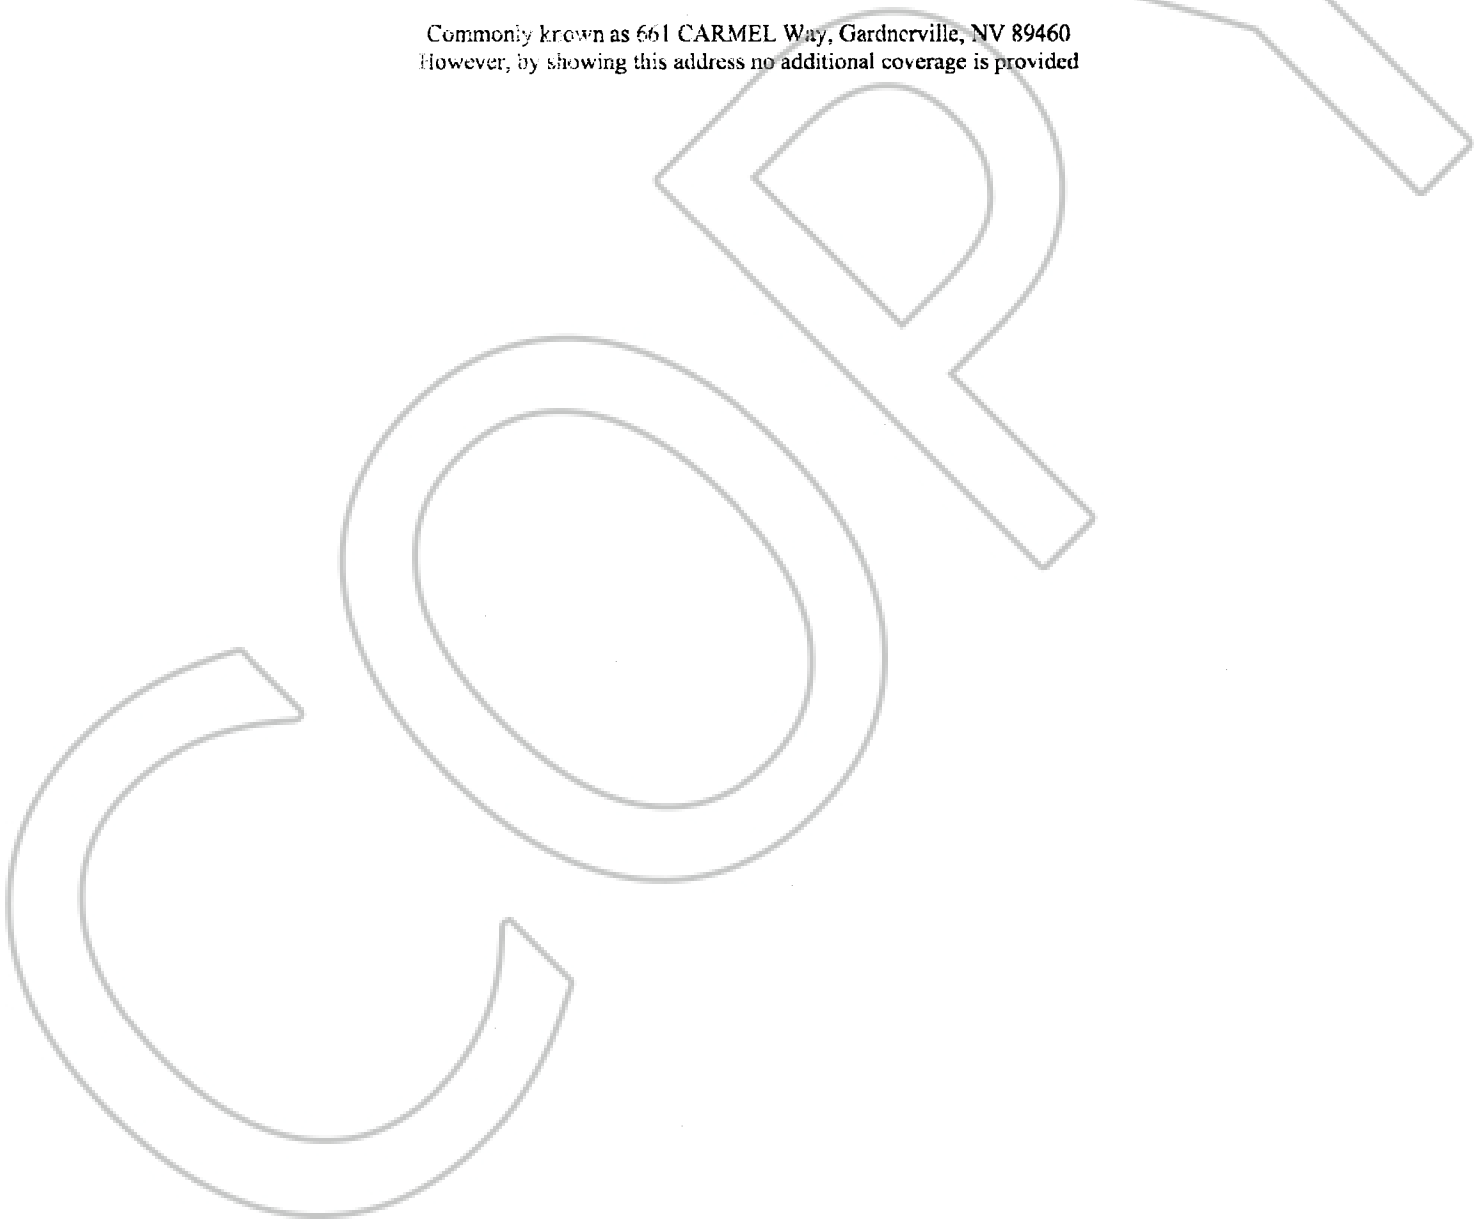 Commonly known as 661 CARMEL Way, Gardnerville, NV 89460
However, by showing this address no additional coverage is provided
COPY